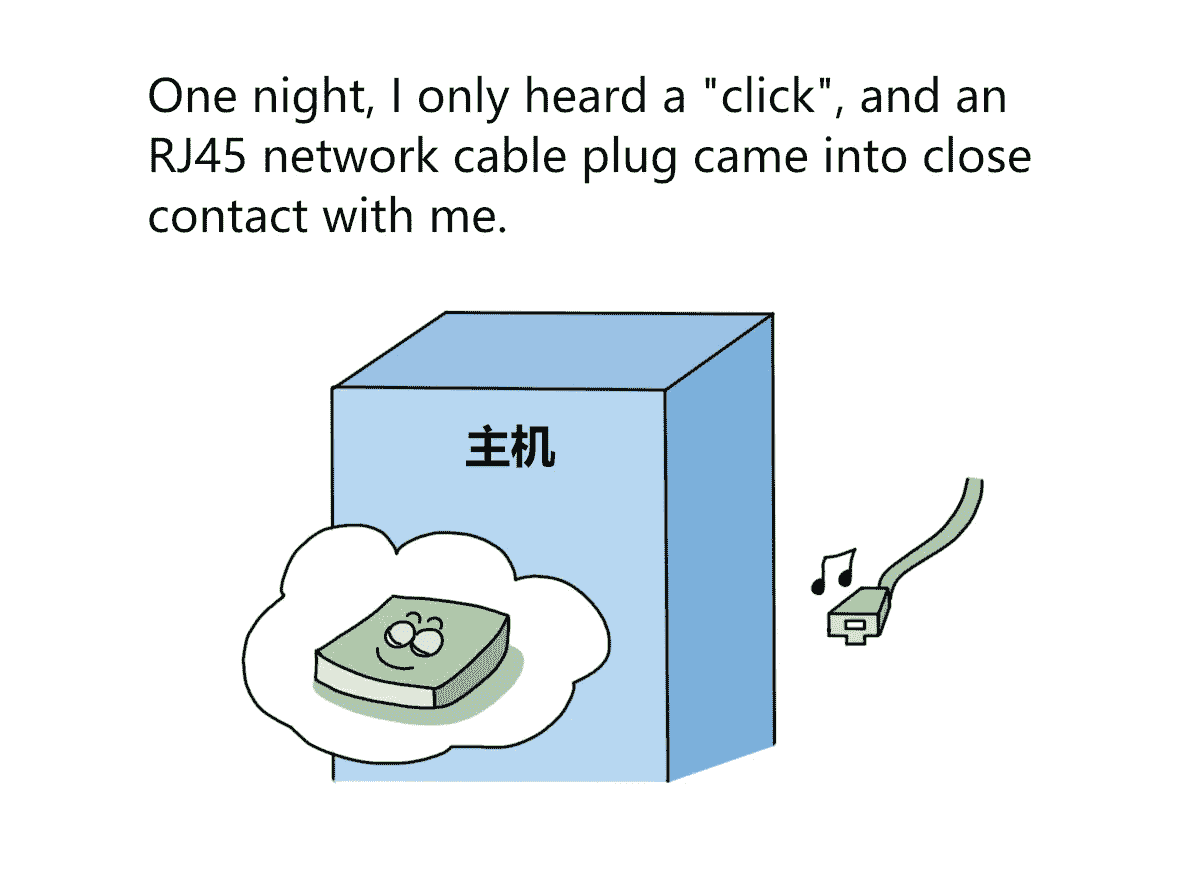 One night, I only heard a "click", and an
RJ45 network cable plug came into close
contact with me.
主机